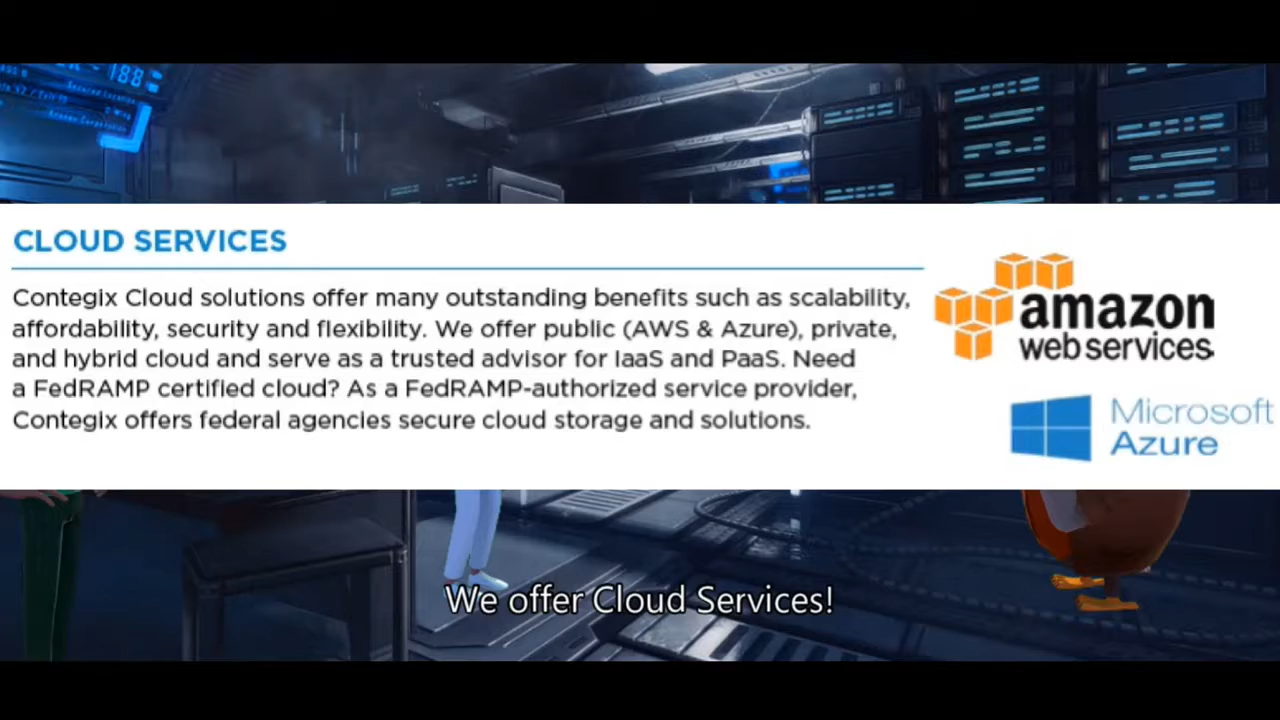 188
Secured Location
CLOUD SERVICES
Contegix Cloud solutions offer many outstanding benefits such as scalability,
affordability, security and flexibility. We offer public (AWS & Azure), private,
and hybrid cloud and serve as a trusted advisor for IaaS and PaaS. Need
a FedRAMP certified cloud? As a FedRAMP-authorized service provider,
Contegix offers federal agencies secure cloud storage and solutions.
amazon
web services
Microsoft
Azure
We offer Cloud Services!